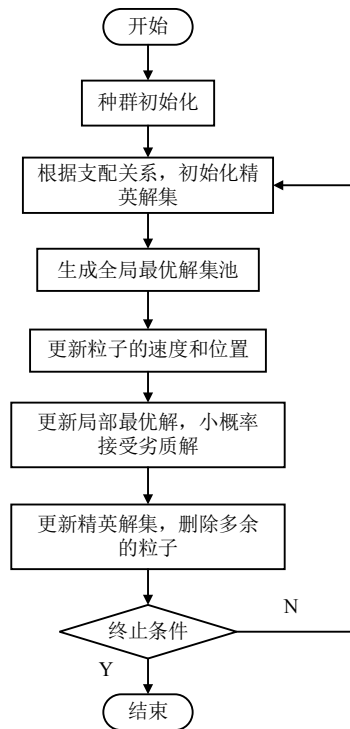 开始
种群初始化
根据支配关系，初始化精
英解集
生成全局最优解集池
更新粒子的速度和位置
更新局部最优解，小概率
接受劣质解
更新精英解集，删除多余
的粒子
终止条件
N
Y
结束